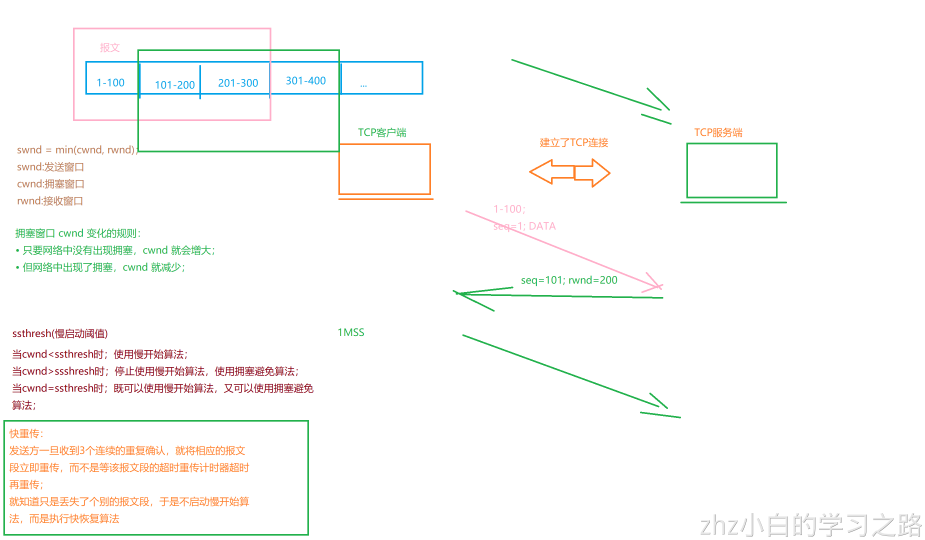 报文
1-100
101-200
201-300
301-400
...
TCP客户端
建立了TCP连接
TCP服务端
swnd = min(cwnd, rwnd);
swnd:发送窗口
cwnd:拥塞窗口
rwnd:接收窗口
1-100;
seq=1; DATA
拥塞窗口 cwnd 变化的规则:
• 只要网络中没有出现拥塞，cwnd 就会增大;
• 但网络中出现了拥塞，cwnd 就减少;
seq=101; rwnd=200
ssthresh(慢启动阈值)
1MSS
当cwnd<ssthresh时；使用慢开始算法;
当cwnd>ssshresh时；停止使用慢开始算法，使用拥塞避免算法;
当cwnd=ssthresh时；既可以使用慢开始算法，又可以使用拥塞避免
算法;
快重传:
发送方一旦收到3个连续的重复确认，就将相应的报文
段立即重传，而不是等该报文段的超时重传计时器超时
再重传;
就知道只是丢失了个别的报文段，于是不启动慢开始算
法，而是执行快恢复算法
zhz小白的学习之路